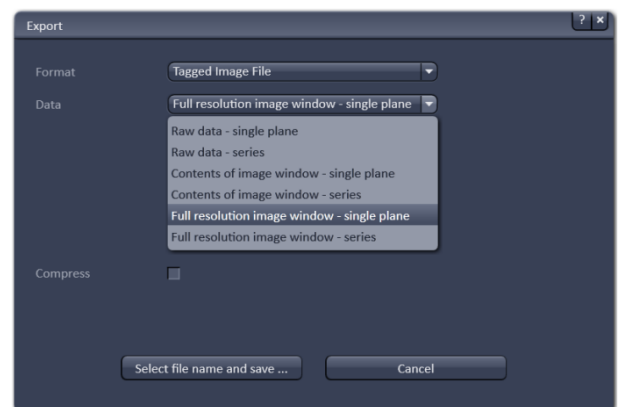 Export
? ×
Format
Tagged Image File
Data
Full resolution image window - single plane
Raw data - single plane
Raw data - series
Contents of image window - single plane
Contents of image window - series
Full resolution image window - single plane
Full resolution image window - series
Compress
Select file name and save ...
Cancel